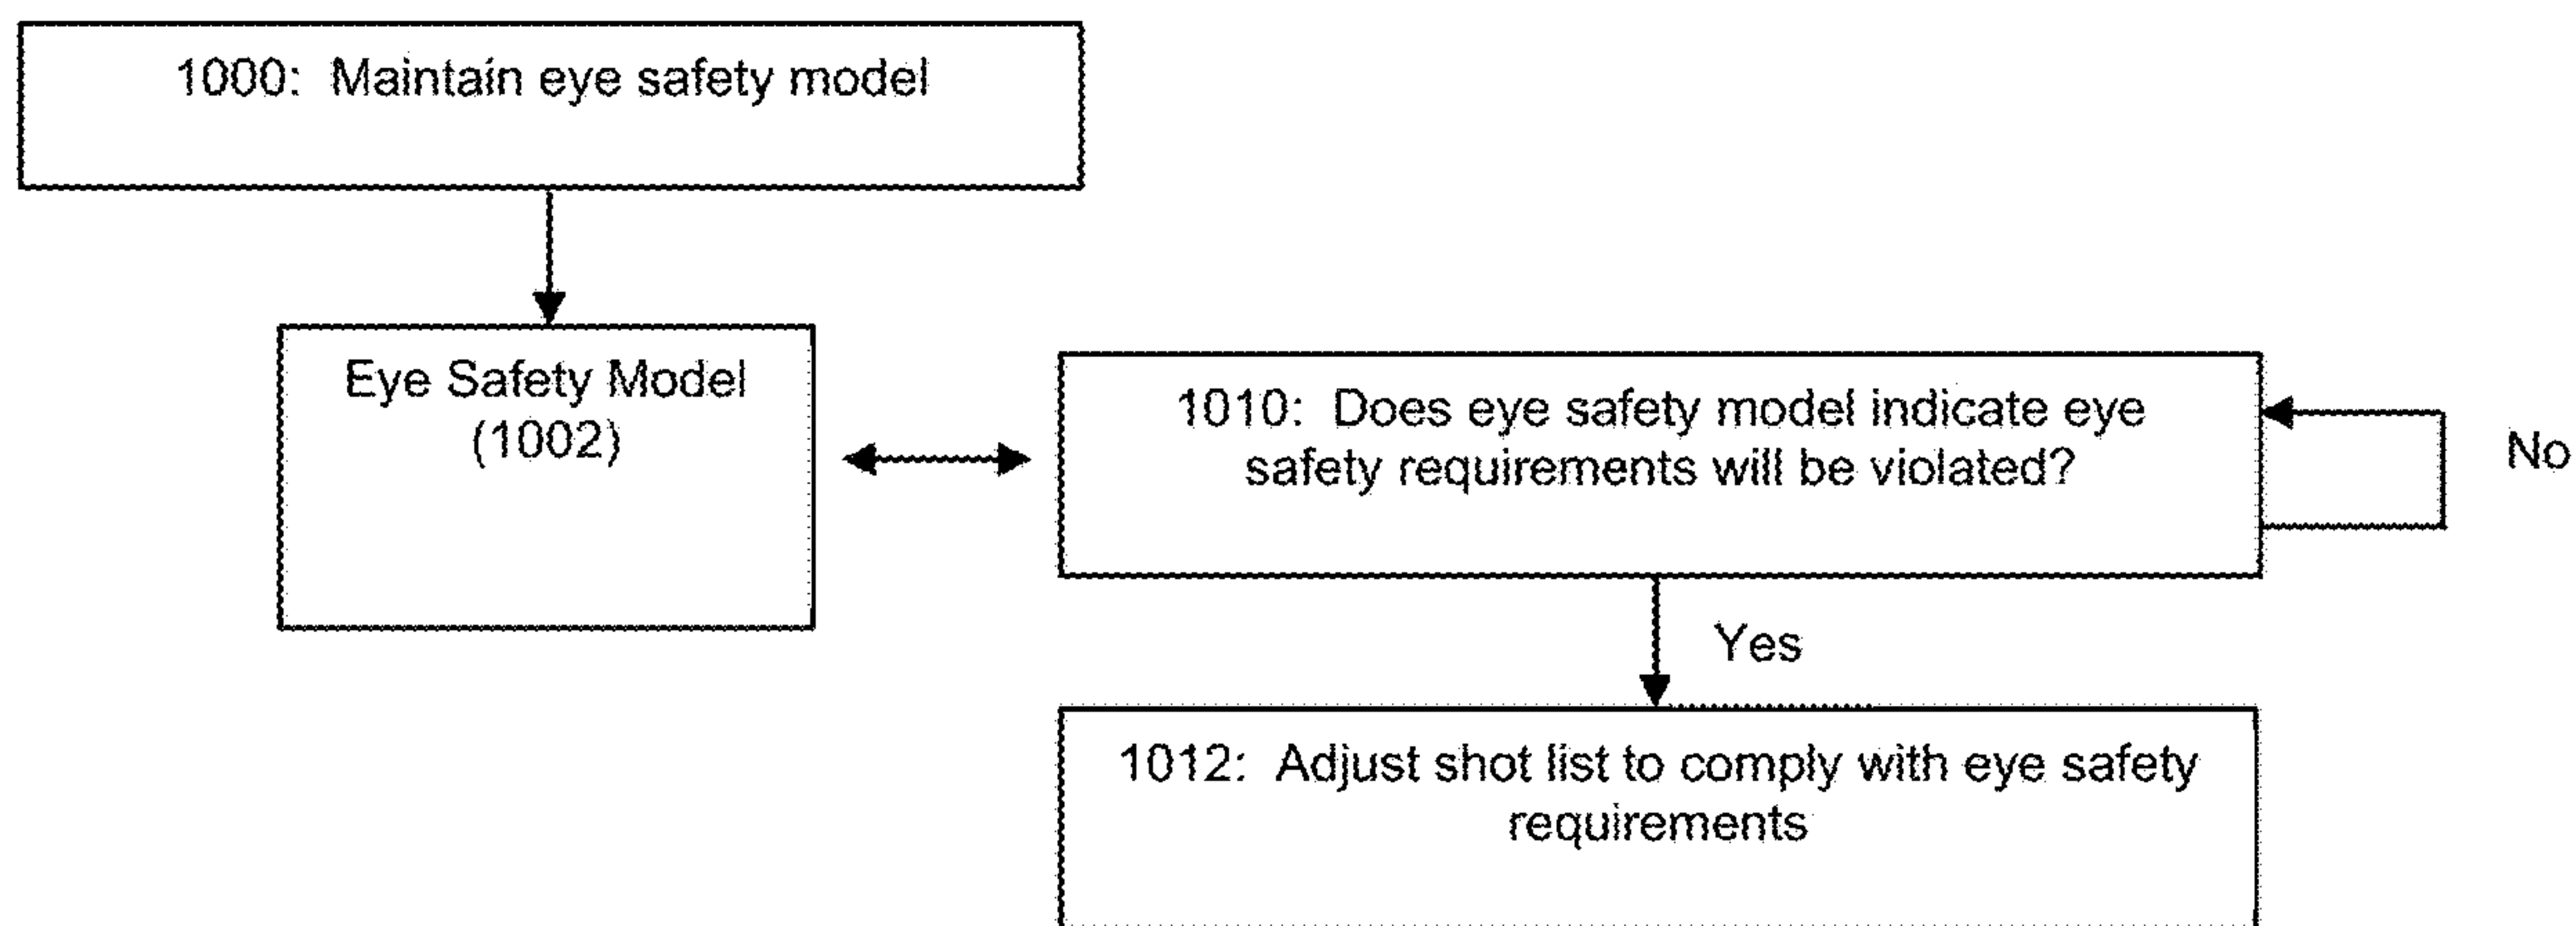 1000: Maintain eye safety model
Eye Safety Model
(1002)
1010: Does eye safety model indicate eye
safety requirements will be violated?
No
Yes
1012: Adjust shot list to comply with eye safety
requirements